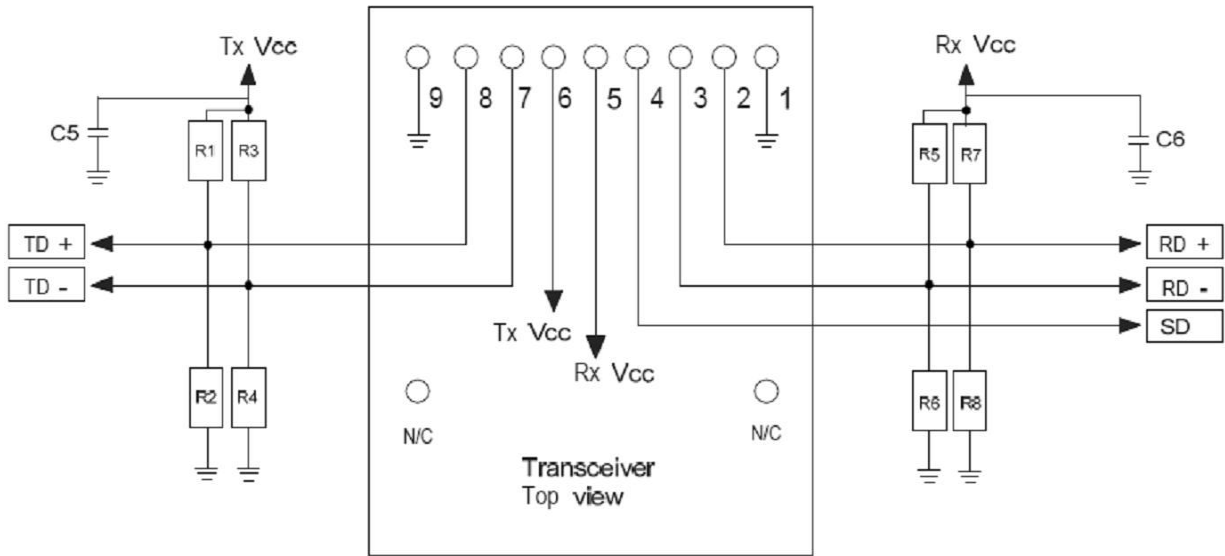 Tx Vcc
Rx Vcc
9 8 7 6 5 4 3 2 1
C5
R1
R3
R5
R7
C6
TD +
RD +
TD -
RD -
Tx Vcc
SD
Rx Vcc
R2
R4
R6
R8
N/C
N/C
Transceiver
Top view